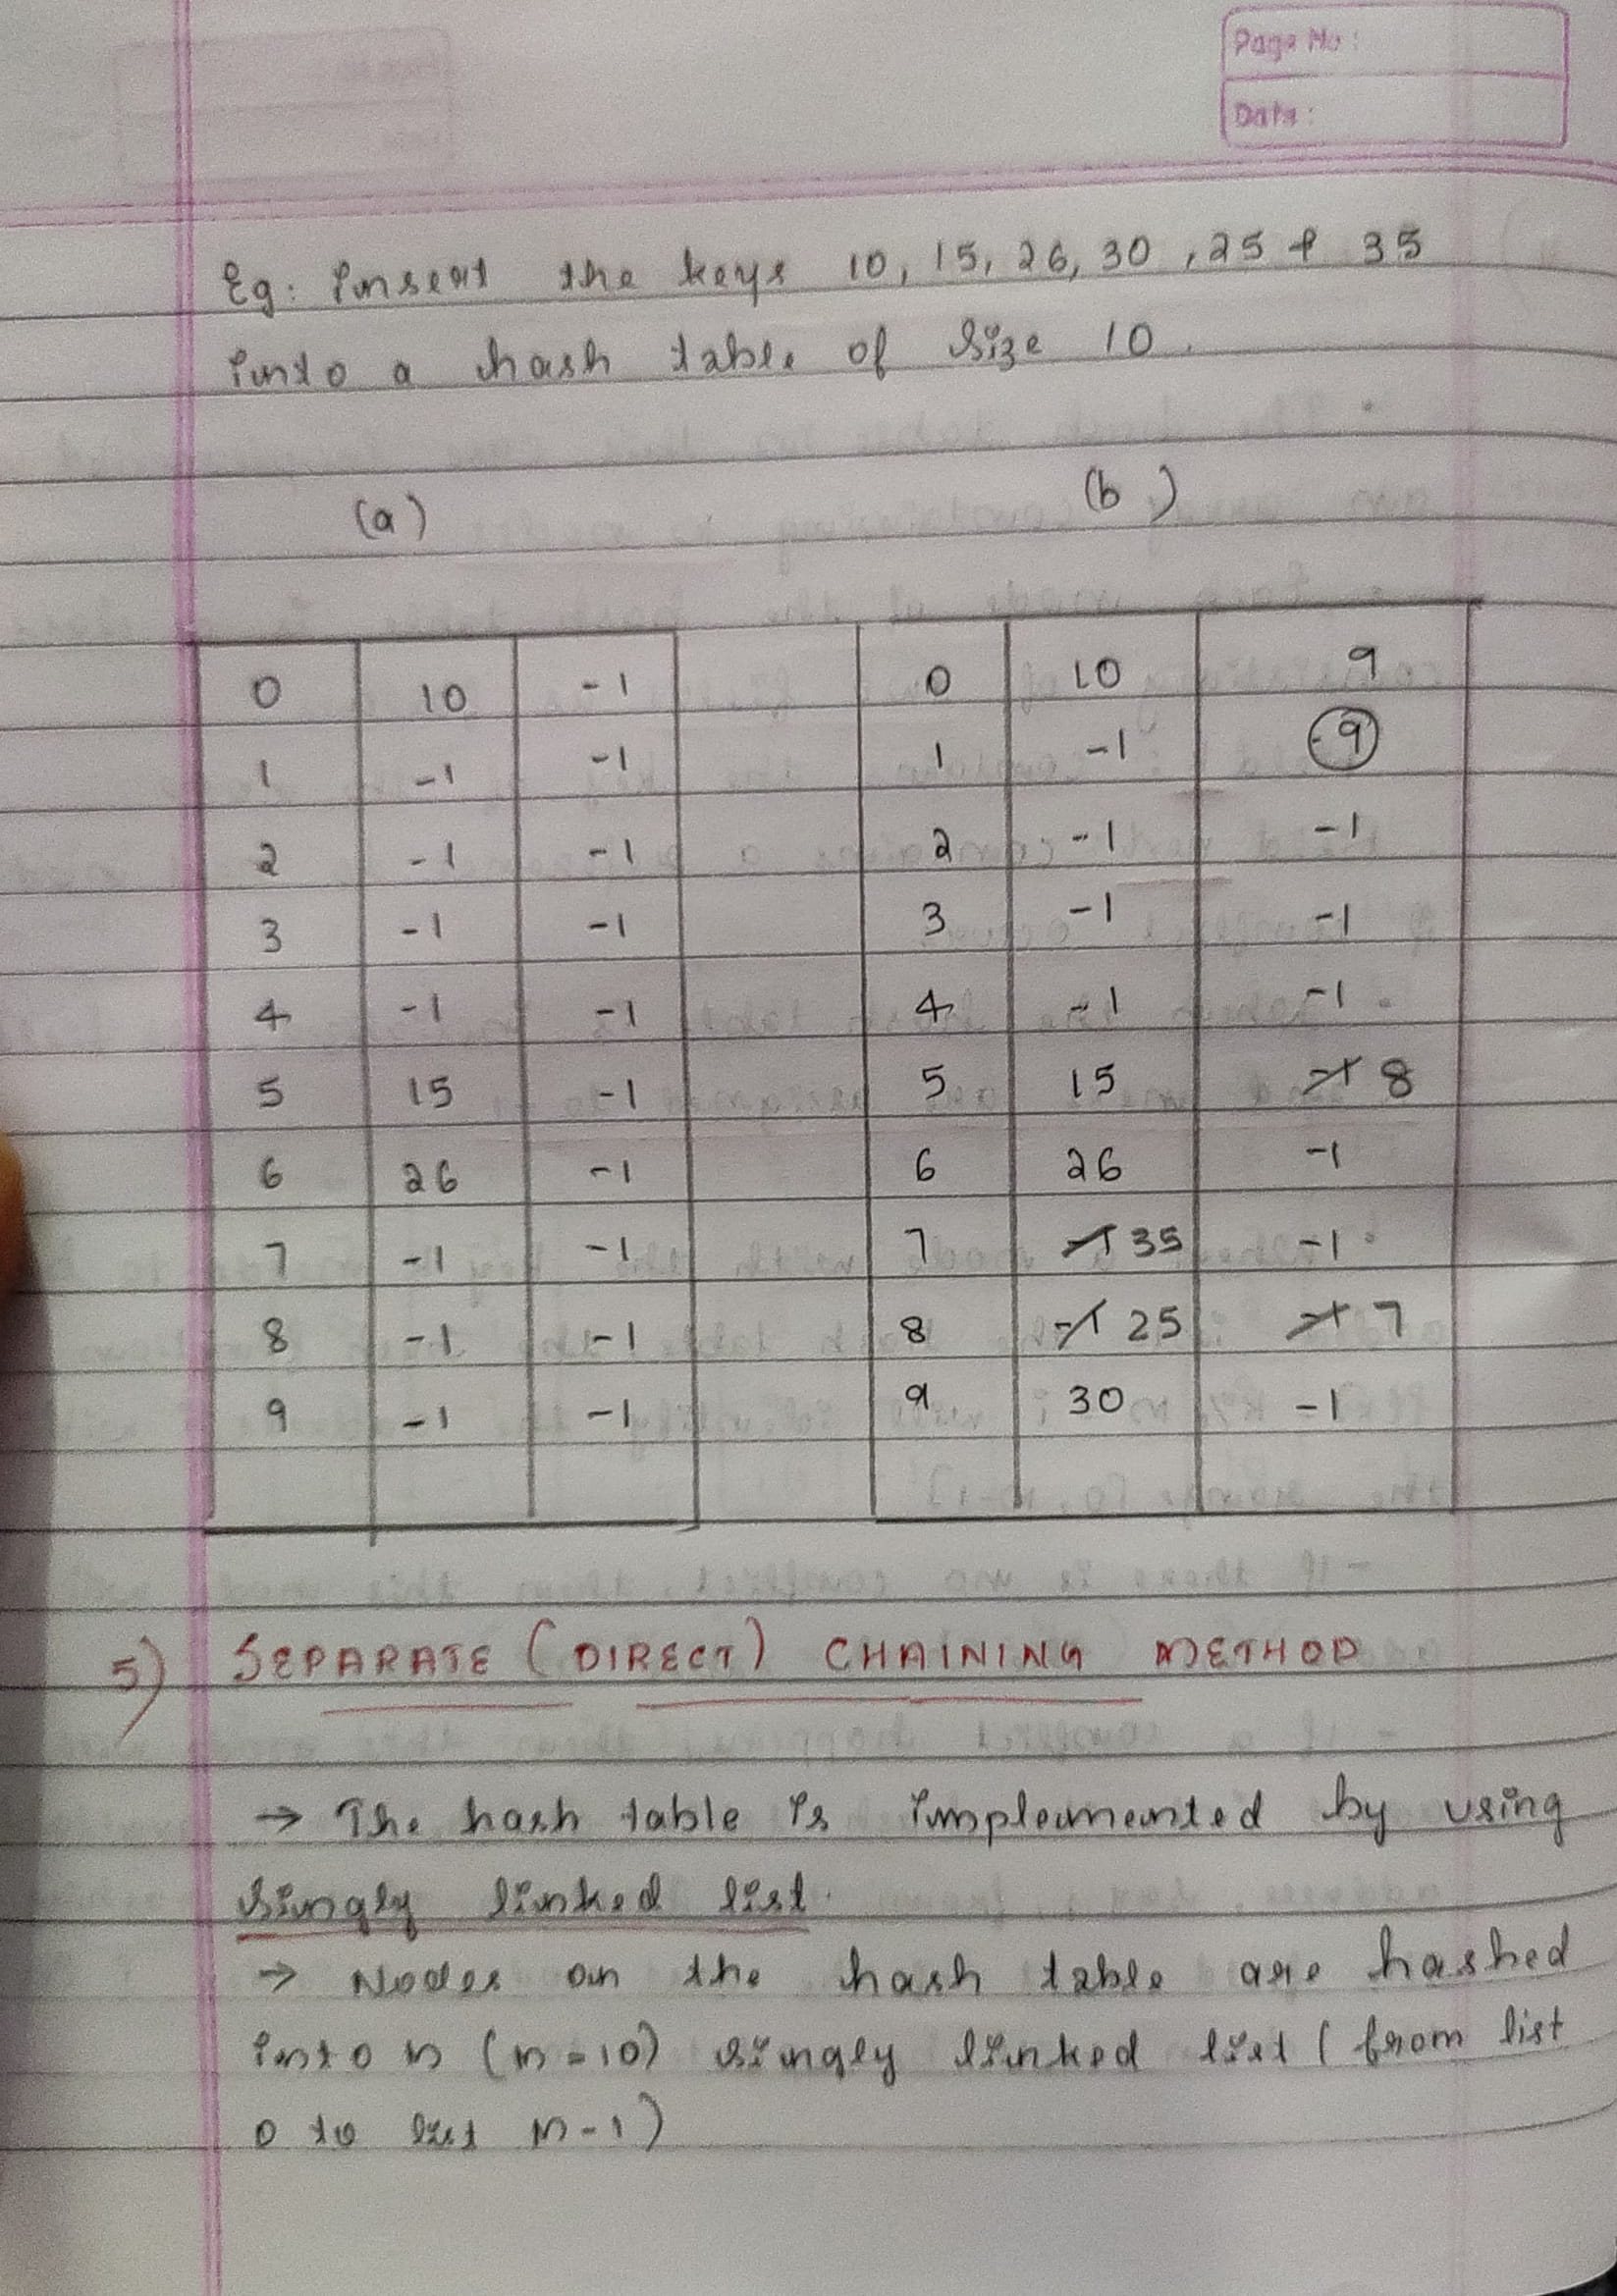 Page No:
Date:
Eg: insert the keys 10, 15, 26, 30, 25 & 35
into a hash table of size 10.
(a) (b)
0 10 -1 0 10 9
1 -1 -1 1 -1 -9
2 -1 -1 2 -1 -1
3 -1 -1 3 -1 -1
4 -1 -1 4 -1 -1
5 15 -1 5 15 -1 8
6 26 -1 6 26 -1
7 -1 -1 7 -1 35 -1
8 -1 -1 8 -1 25 -1 7
9 -1 -1 9 30 -1
5) SEPARATE (DIRECT) CHAINING METHOD
→ The hash table is implemented by using
singly linked list.
→ Nodes on the hash table are hashed
into n (n=10) singly linked list (from list
0 to list n-1)